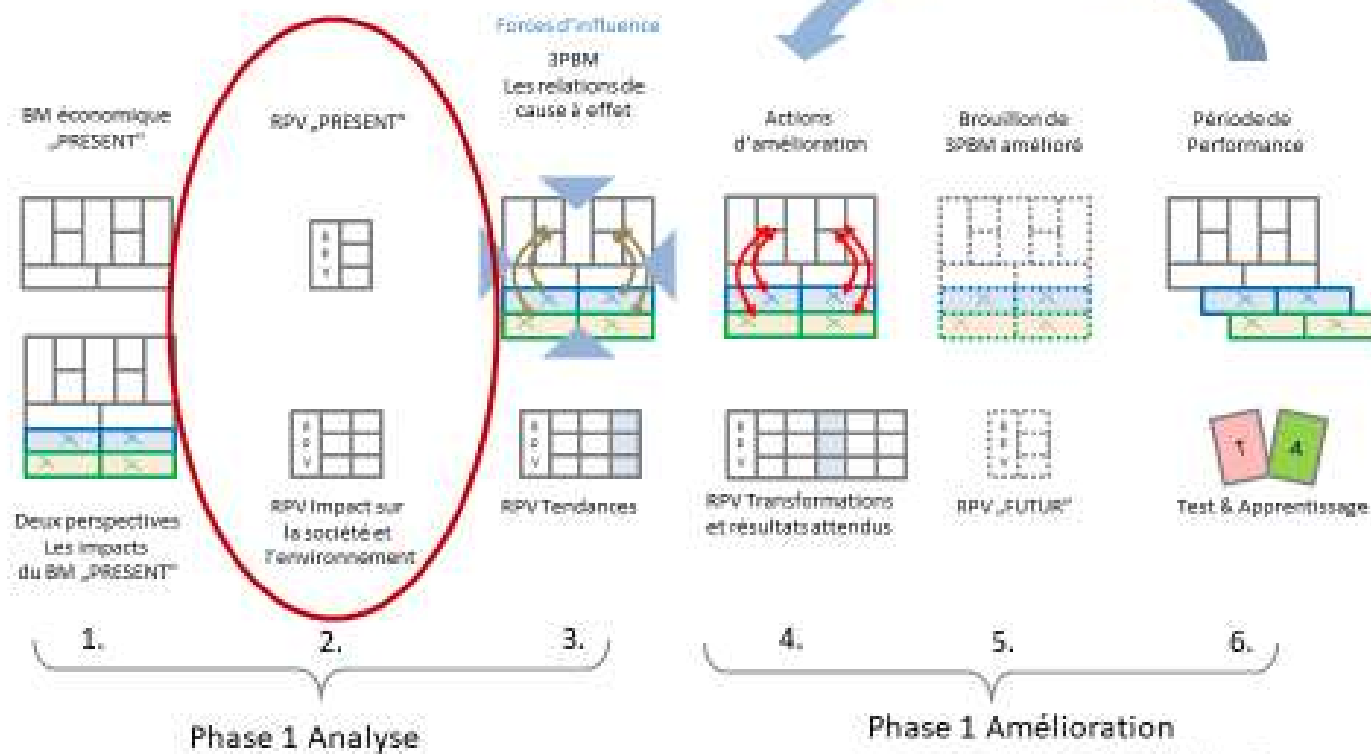 BM économique
„PRESENT"
RPV „PRESENT"
Forces d'influence
3PBM
Les relations de
cause à effet
Actions
d'amélioration
Brouillon de
3PBM amélioré
Période de
Performance
R
P
V
R
P
V
R
P
V
R
P
V
R
P
V
1
4
Deux perspectives
Les impacts
du BM „PRESENT"
RPV Impact sur
la société et
l'environnement
RPV Tendances
RPV Transformations
et résultats attendus
RPV „FUTUR"
Test & Apprentissage
1.
2.
3.
4.
5.
6.
Phase 1 Analyse
Phase 1 Amélioration